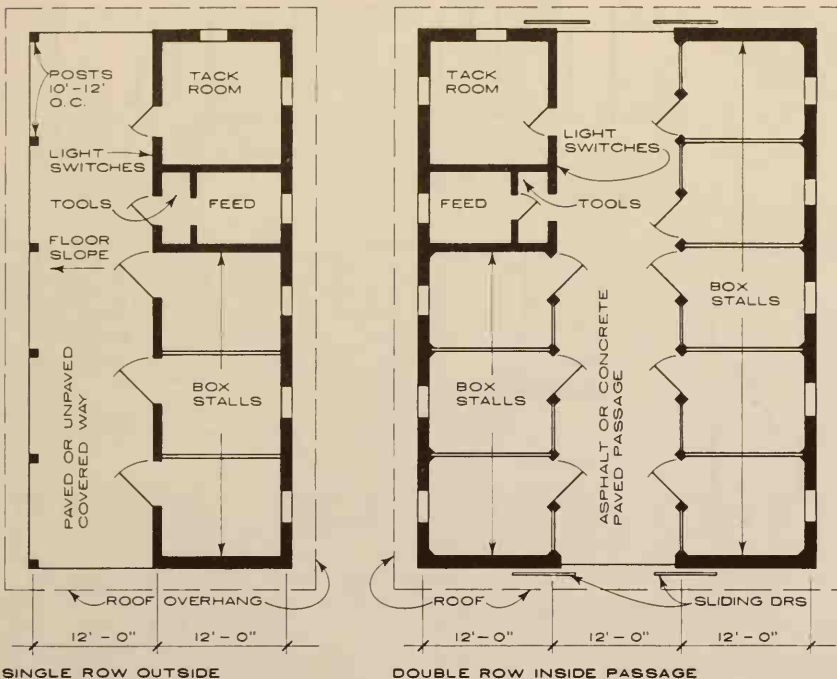 POSTS
10'-12'
O.C.
TACK
ROOM
LIGHT
SWITCHES
TOOLS
FEED
FLOOR
SLOPE
PAVED OR UNPAVED
COVERED WAY
BOX
STALLS
ROOF OVERHANG
12'-0"
12'-0"
SINGLE ROW OUTSIDE
TACK
ROOM
LIGHT
SWITCHES
FEED
TOOLS
BOX
STALLS
BOX
STALLS
ASPHALT OR CONCRETE
PAVED PASSAGE
ROOF
SLIDING DRS
12'-0"
12'-0"
12'-0"
DOUBLE ROW INSIDE PASSAGE